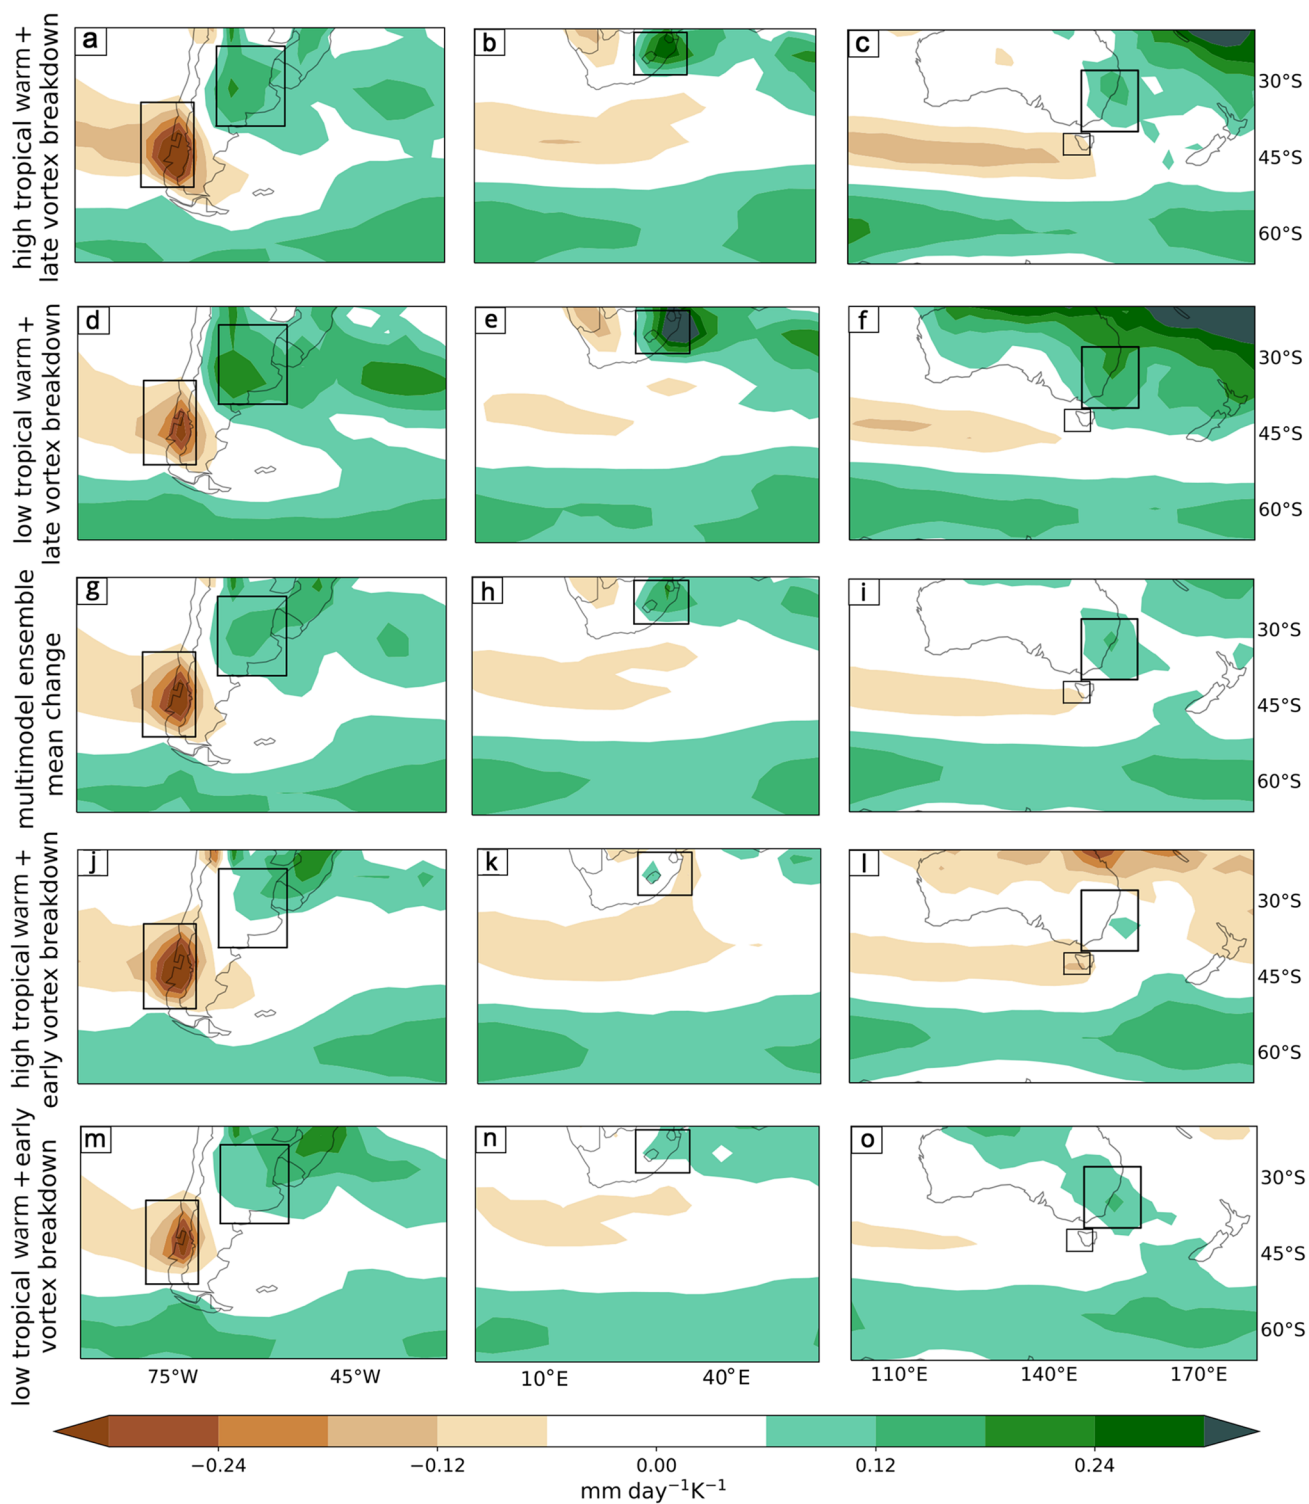 high tropical warm +
late vortex breakdown
a
b
c
30°S
45°S
60°S
low tropical warm +
late vortex breakdown
d
e
f
30°S
45°S
60°S
multimodel ensemble
mean change
g
h
i
30°S
45°S
60°S
high tropical warm +
early vortex breakdown
j
k
l
30°S
45°S
60°S
low tropical warm + early
vortex breakdown
m
n
o
30°S
45°S
60°S
75°W
45°W
10°E
40°E
110°E
140°E
170°E
−0.24
−0.12
0.00
0.12
0.24
mm day⁻¹K⁻¹